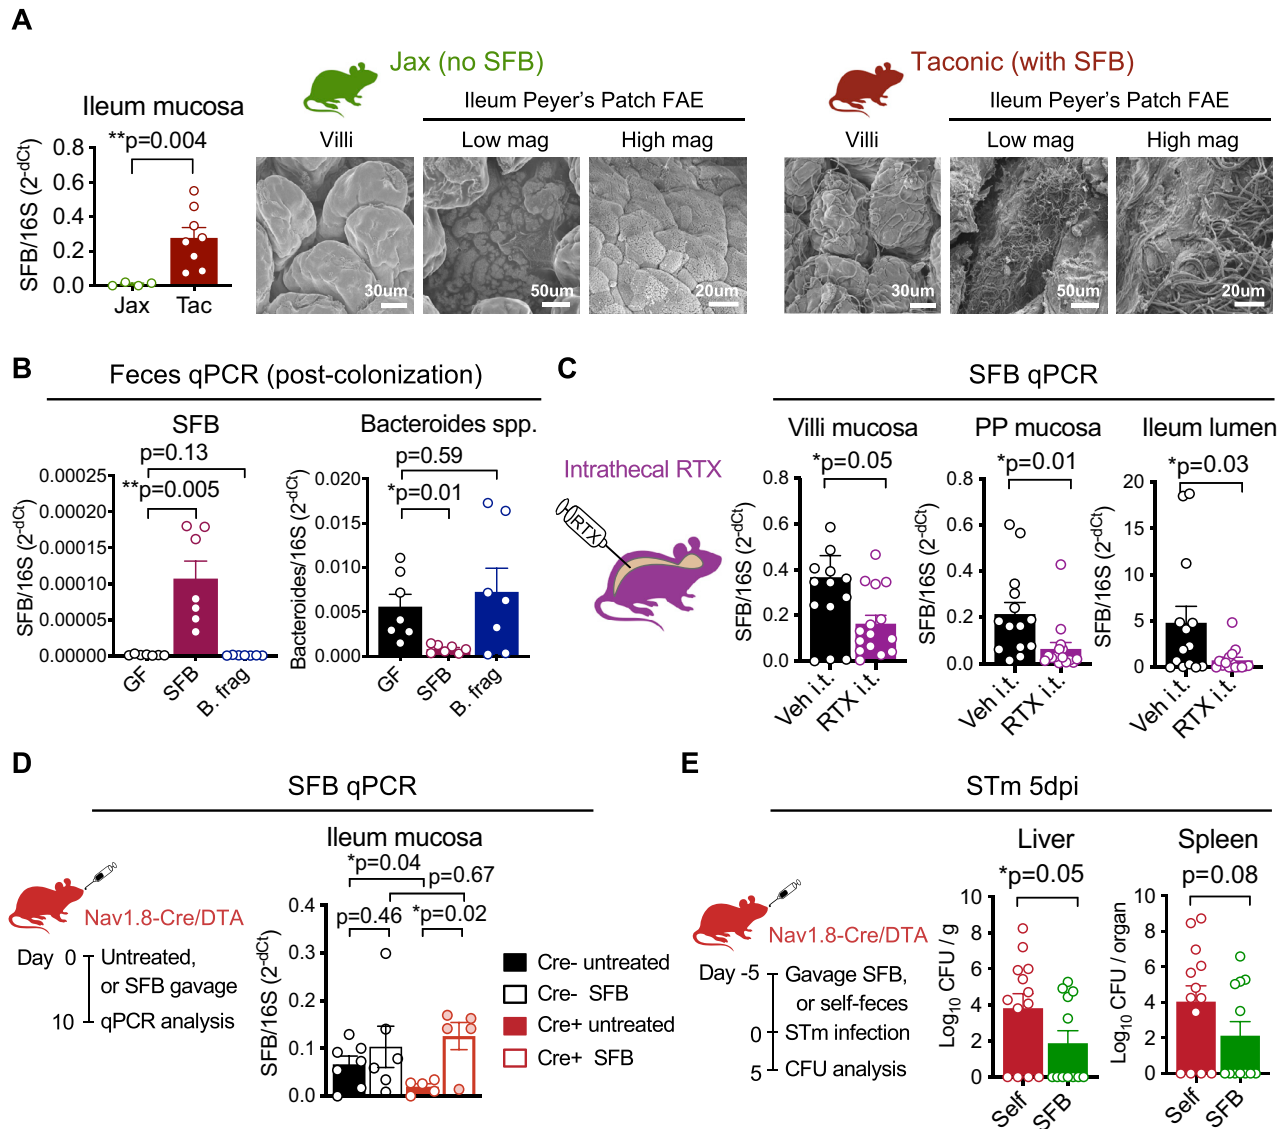 A
Jax (no SFB)
Taconic (with SFB)
Ileum Peyer's Patch FAE
Ileum Peyer's Patch FAE
Ileum mucosa
**p=0.004
Villi
Low mag
High mag
Villi
Low mag
High mag
SFB/16S (2-dCt)
0.8
0.6
0.4
0.2
0.0
Jax
Tac
30um
50um
20um
30um
50um
20um
B
Feces qPCR (post-colonization)
SFB
p=0.13
**p=0.005
SFB/16S (2-dCt)
0.00025
0.00020
0.00015
0.00010
0.00005
0.00000
GF
SFB
B. frag
Bacteroides spp.
p=0.59
*p=0.01
Bacteroides/16S (2-dCt)
0.020
0.015
0.010
0.005
0.000
GF
SFB
B. frag
C
SFB qPCR
Intrathecal RTX
RTX
Villi mucosa
*p=0.05
SFB/16S (2-dCt)
0.8
0.6
0.4
0.2
0.0
Veh i.t.
RTX i.t.
PP mucosa
*p=0.01
SFB/16S (2-dCt)
0.8
0.6
0.4
0.2
0.0
Veh i.t.
RTX i.t.
Ileum lumen
*p=0.03
SFB/16S (2-dCt)
20
15
10
5
0
Veh i.t.
RTX i.t.
D
SFB qPCR
Nav1.8-Cre/DTA
Day
0
Untreated,
or SFB gavage
10
qPCR analysis
Ileum mucosa
*p=0.04
p=0.67
p=0.46
*p=0.02
SFB/16S (2-dCt)
0.4
0.3
0.2
0.1
0.0
Cre- untreated
Cre- SFB
Cre+ untreated
Cre+ SFB
E
STm 5dpi
Nav1.8-Cre/DTA
Day -5
Gavage SFB,
or self-feces
0
STm infection
5
CFU analysis
Liver
*p=0.05
Log10 CFU / g
10
8
6
4
2
0
Self
SFB
Spleen
p=0.08
Log10 CFU / organ
10
8
6
4
2
0
Self
SFB